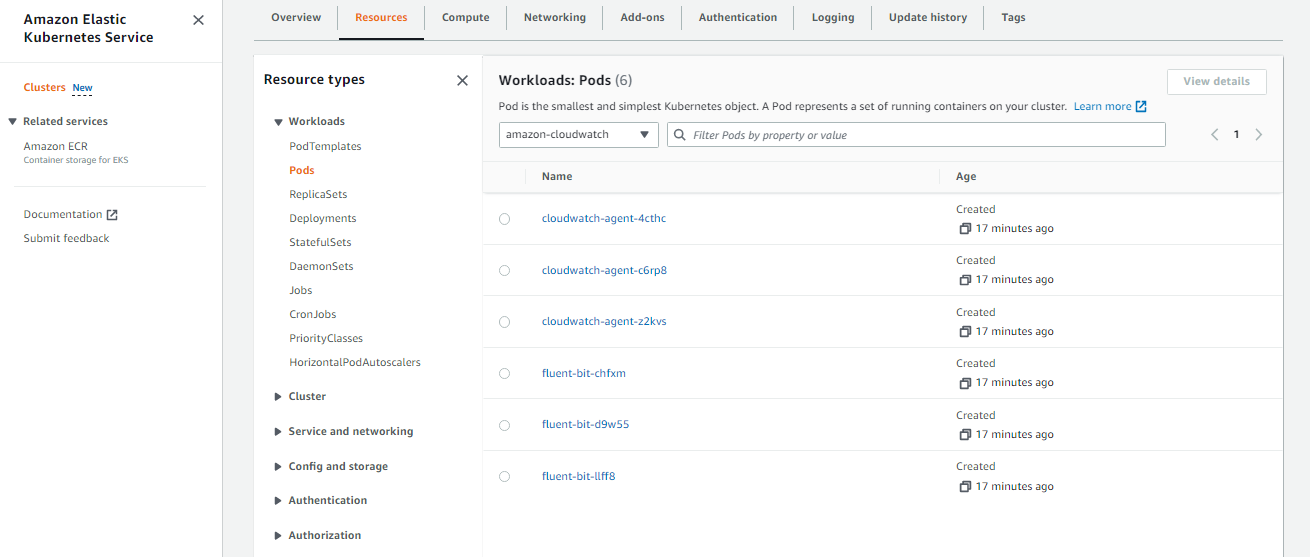 Amazon Elastic
Kubernetes Service
Clusters New
Related services
Amazon ECR
Container storage for EKS
Documentation
Submit feedback
Overview Resources Compute Networking Add-ons Authentication Logging Update history Tags
Resource types
Workloads
PodTemplates
Pods
ReplicaSets
Deployments
StatefulSets
DaemonSets
Jobs
CronJobs
PriorityClasses
HorizontalPodAutoscalers
Cluster
Service and networking
Config and storage
Authentication
Authorization
Workloads: Pods (6)
View details
Pod is the smallest and simplest Kubernetes object. A Pod represents a set of running containers on your cluster. Learn more
amazon-cloudwatch Filter Pods by property or value 1
Name Age
cloudwatch-agent-4cthc Created
17 minutes ago
cloudwatch-agent-c6rp8 Created
17 minutes ago
cloudwatch-agent-z2kvs Created
17 minutes ago
fluent-bit-chfxm Created
17 minutes ago
fluent-bit-d9w55 Created
17 minutes ago
fluent-bit-llff8 Created
17 minutes ago